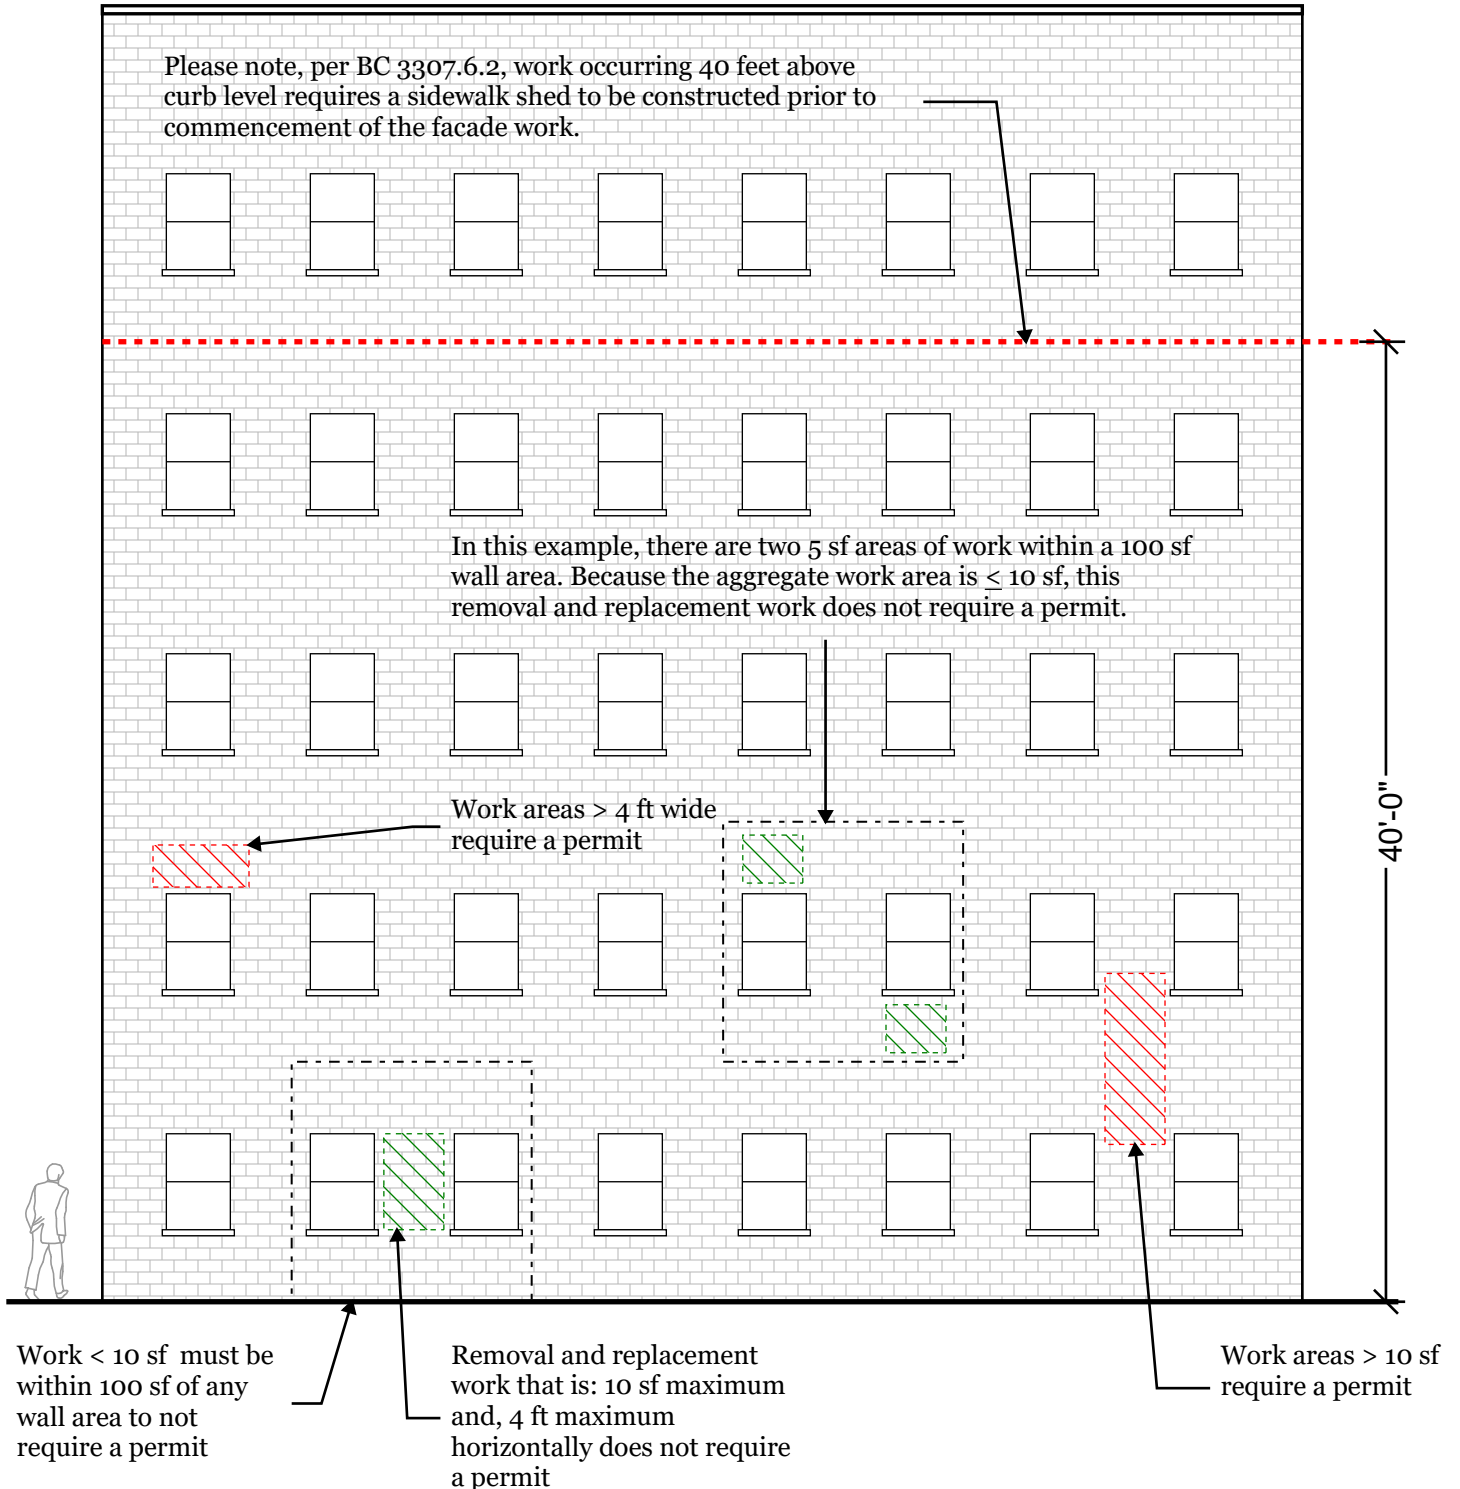 Please note, per BC 3307.6.2, work occurring 40 feet above
curb level requires a sidewalk shed to be constructed prior to
commencement of the facade work.
In this example, there are two 5 sf areas of work within a 100 sf
wall area. Because the aggregate work area is ≤ 10 sf, this
removal and replacement work does not require a permit.
Work areas > 4 ft wide
require a permit
40'-0"
Work < 10 sf  must be
within 100 sf of any
wall area to not
require a permit
Removal and replacement
work that is: 10 sf maximum
and, 4 ft maximum
horizontally does not require
a permit
Work areas > 10 sf
require a permit